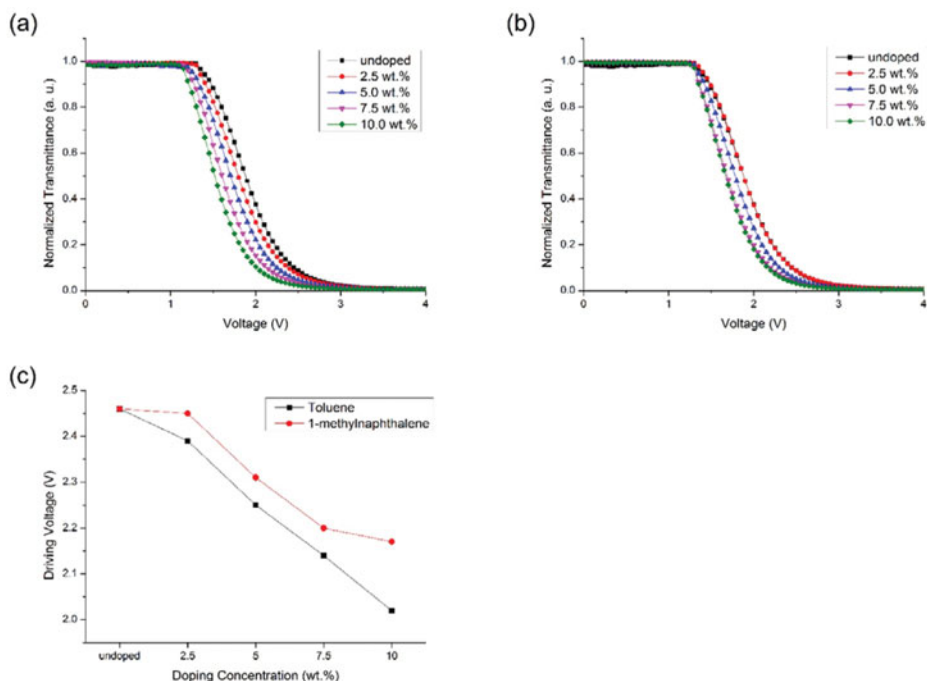 (a)
Normalized Transmittance (a. u.)
1.0
0.8
0.6
0.4
0.2
0.0
0
1
2
3
4
Voltage (V)
undoped
2.5 wt.%
5.0 wt.%
7.5 wt.%
10.0 wt.%
(b)
Normalized Transmittance (a. u.)
1.0
0.8
0.6
0.4
0.2
0.0
0
1
2
3
4
Voltage (V)
undoped
2.5 wt.%
5.0 wt.%
7.5 wt.%
10.0 wt.%
(c)
Driving Voltage (V)
2.5
2.4
2.3
2.2
2.1
2.0
undoped
2.5
5
7.5
10
Doping Concentration (wt.%)
Toluene
1-methylnaphthalene